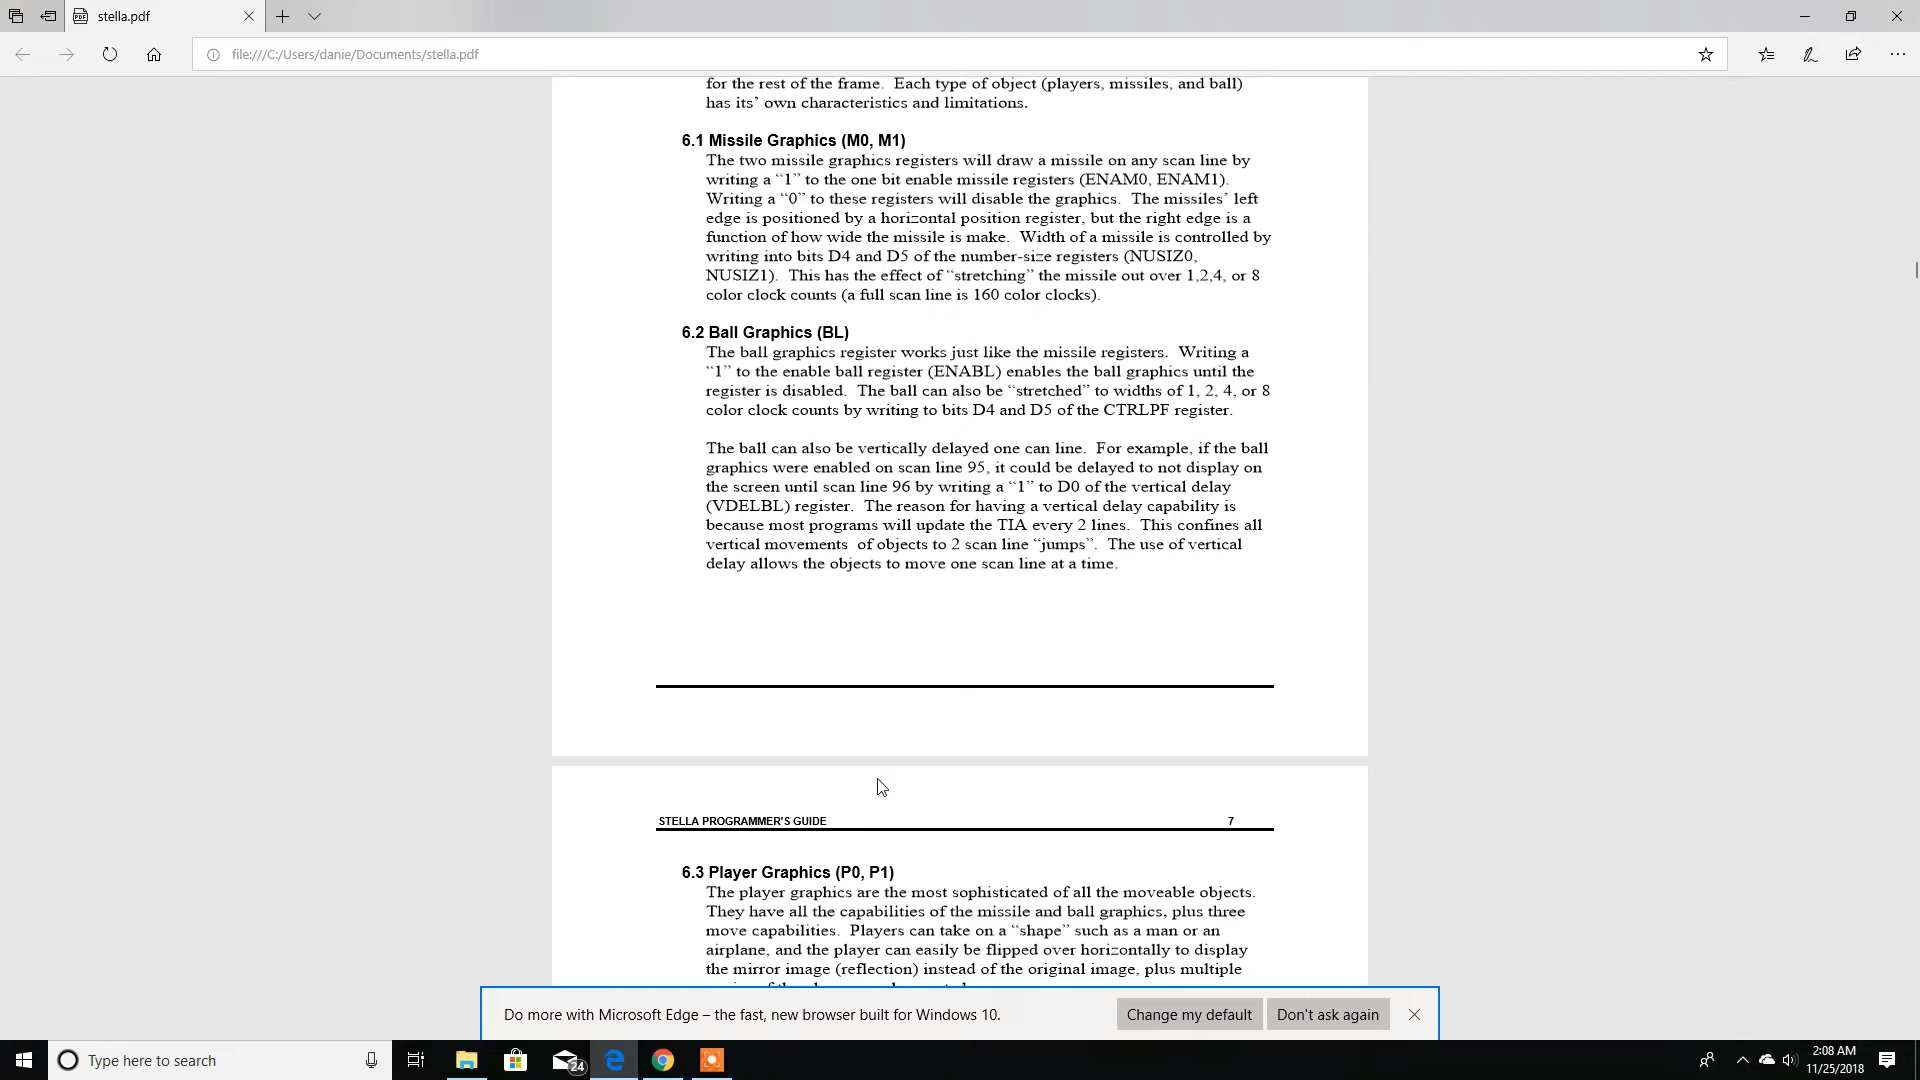 stella.pdf
file:///C:/Users/danie/Documents/stella.pdf
for the rest of the frame.  Each type of object (players, missiles, and ball)
has its’ own characteristics and limitations.
6.1 Missile Graphics (M0, M1)
The two missile graphics registers will draw a missile on any scan line by
writing a “1” to the one bit enable missile registers (ENAM0, ENAM1).
Writing a “0” to these registers will disable the graphics.  The missiles’ left
edge is positioned by a horizontal position register, but the right edge is a
function of how wide the missile is make.  Width of a missile is controlled by
writing into bits D4 and D5 of the number-size registers (NUSIZ0,
NUSIZ1).  This has the effect of “stretching” the missile out over 1,2,4, or 8
color clock counts (a full scan line is 160 color clocks).
6.2 Ball Graphics (BL)
The ball graphics register works just like the missile registers.  Writing a
“1” to the enable ball register (ENABL) enables the ball graphics until the
register is disabled.  The ball can also be “stretched” to widths of 1, 2, 4, or 8
color clock counts by writing to bits D4 and D5 of the CTRLPF register.
The ball can also be vertically delayed one can line.  For example, if the ball
graphics were enabled on scan line 95, it could be delayed to not display on
the screen until scan line 96 by writing a “1” to D0 of the vertical delay
(VDELBL) register.  The reason for having a vertical delay capability is
because most programs will update the TIA every 2 lines.  This confines all
vertical movements  of objects to 2 scan line “jumps”.  The use of vertical
delay allows the objects to move one scan line at a time.
STELLA PROGRAMMER'S GUIDE 7
6.3 Player Graphics (P0, P1)
The player graphics are the most sophisticated of all the moveable objects.
They have all the capabilities of the missile and ball graphics, plus three
move capabilities.  Players can take on a “shape” such as a man or an
airplane, and the player can easily be flipped over horizontally to display
the mirror image (reflection) instead of the original image, plus multiple
Do more with Microsoft Edge – the fast, new browser built for Windows 10. Change my default Don't ask again
Type here to search 24 2:08 AM
11/25/2018